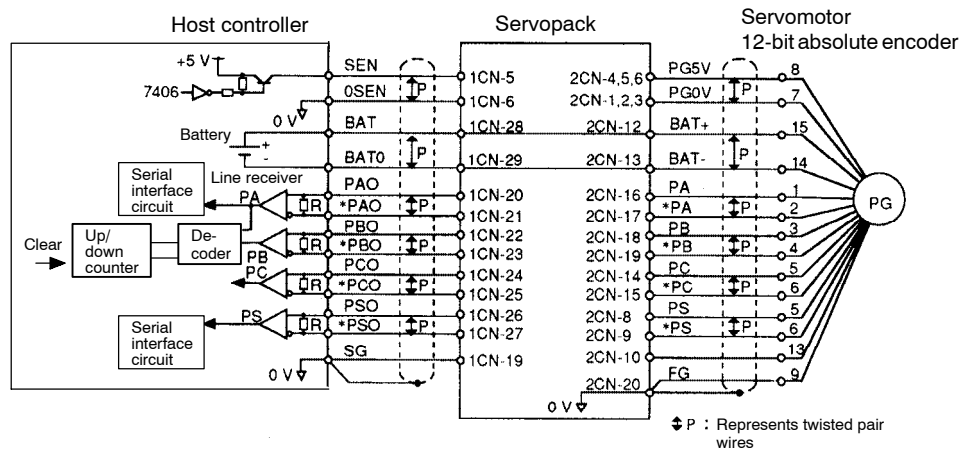 Host controller
Servopack
Servomotor
12-bit absolute encoder
+5 V
7406
0 V
SEN
0SEN
P
1CN-5
1CN-6
2CN-4,5,6
2CN-1,2,3
PG5V
PG0V
P
8
7
Battery
+
-
BAT
BAT0
P
1CN-28
1CN-29
2CN-12
2CN-13
BAT+
BAT-
P
15
14
Serial
interface
circuit
Line receiver
PA
R
PAO
*PAO
P
1CN-20
1CN-21
2CN-16
2CN-17
PA
*PA
P
1
2
PG
Clear
Up/
down
counter
De-
coder
PB
R
PBO
*PBO
P
1CN-22
1CN-23
2CN-18
2CN-19
PB
*PB
P
3
4
PC
R
PCO
*PCO
P
1CN-24
1CN-25
2CN-14
2CN-15
PC
*PC
P
5
6
Serial
interface
circuit
PS
R
PSO
*PSO
P
1CN-26
1CN-27
2CN-8
2CN-9
PS
*PS
P
5
6
0 V
SG
1CN-19
2CN-10
13
2CN-20
FG
9
0 V
P : Represents twisted pair
wires